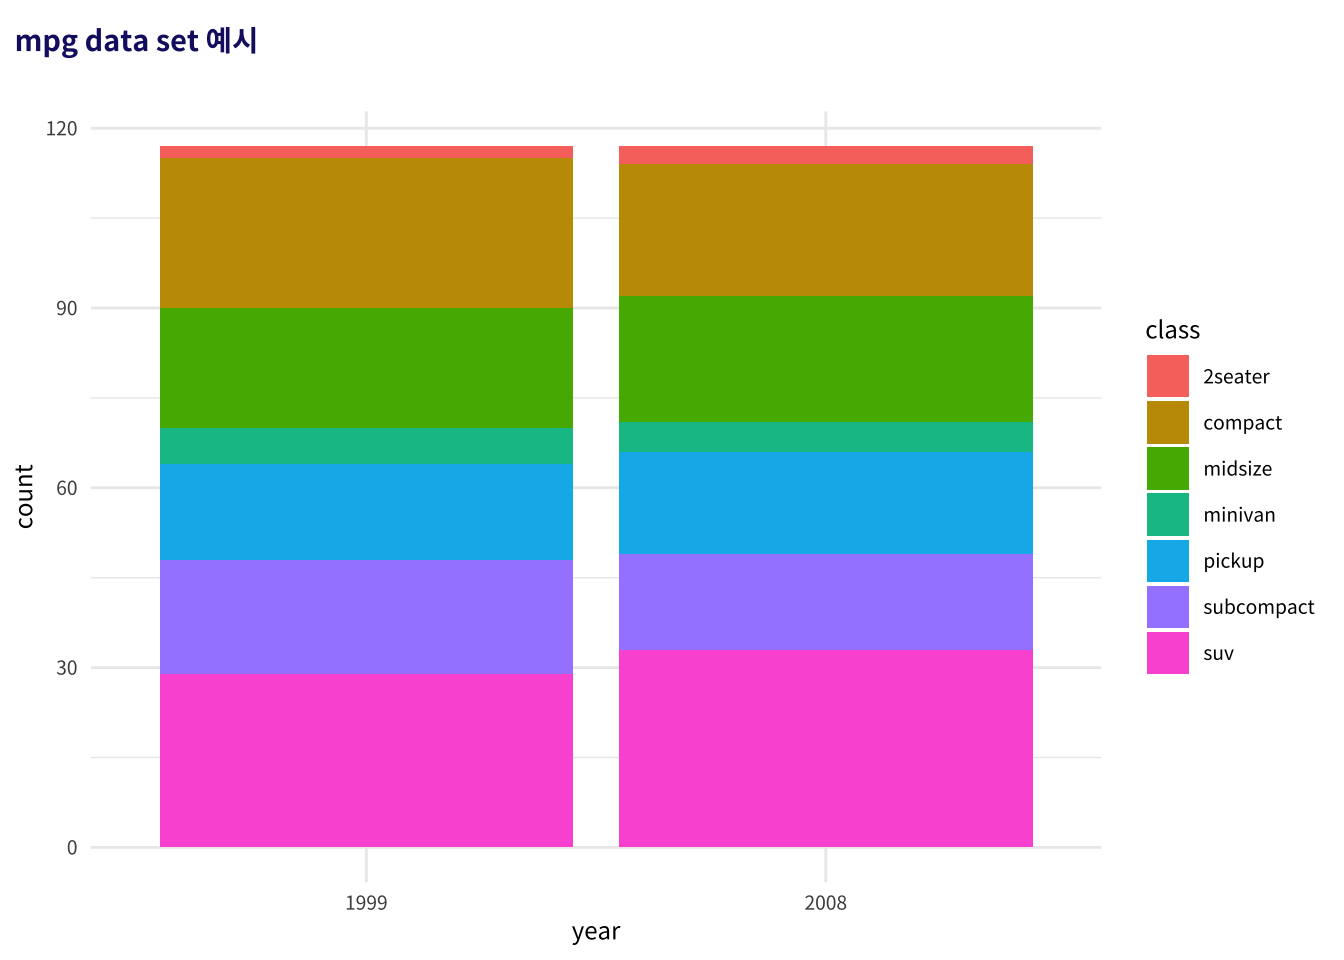 mpg data set 예시
120
90
60
30
0
count
1999
2008
year
class
2seater
compact
midsize
minivan
pickup
subcompact
suv